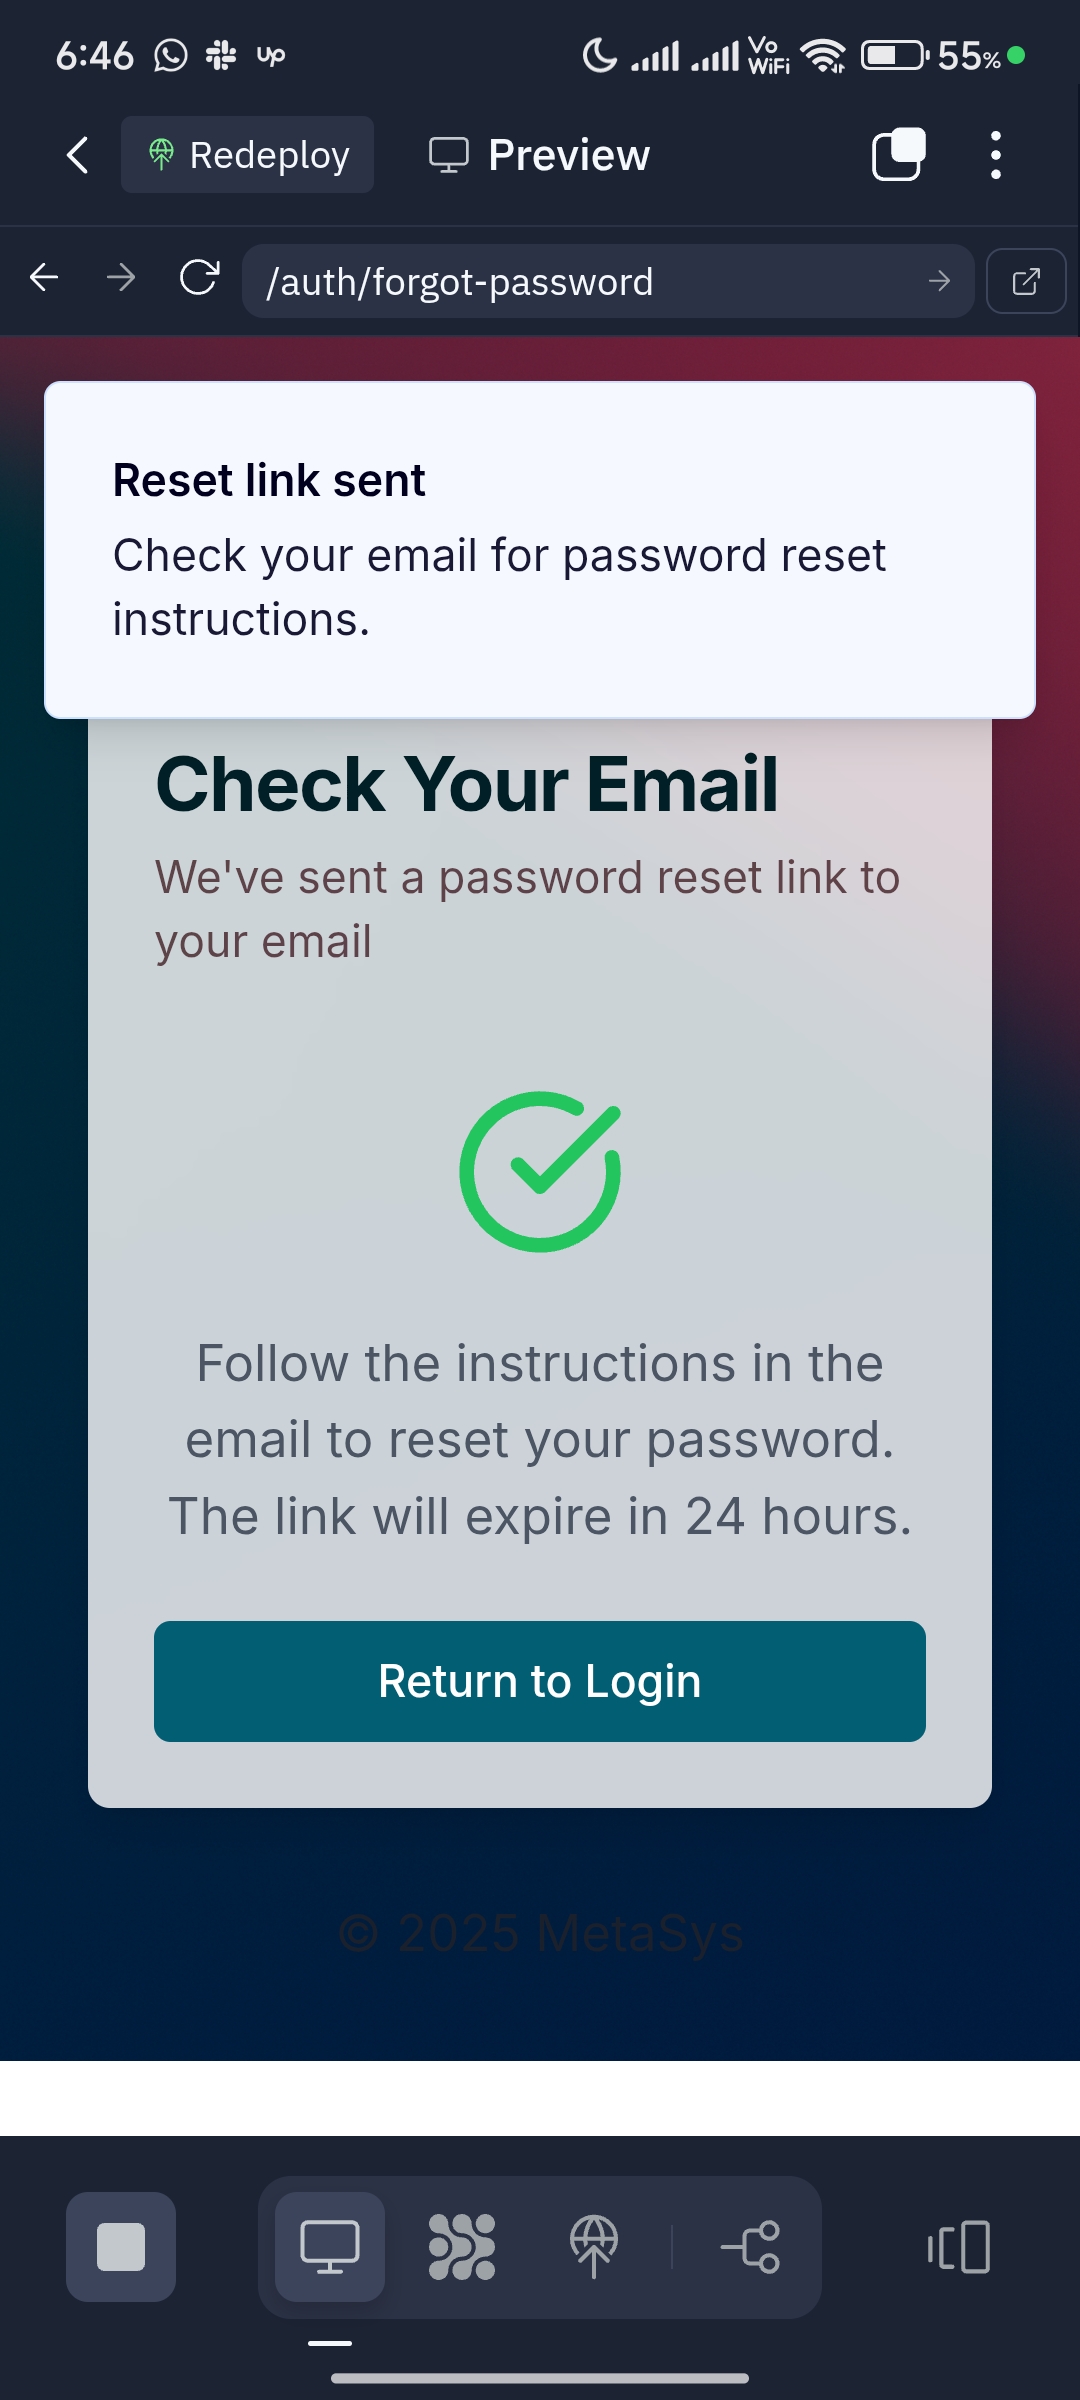 6:46
up
Vo
WiFi
55%
Redeploy
Preview
/auth/forgot-password
Reset link sent
Check your email for password reset
instructions.
Check Your Email
We've sent a password reset link to
your email
Follow the instructions in the
email to reset your password.
The link will expire in 24 hours.
Return to Login
© 2025 MetaSys